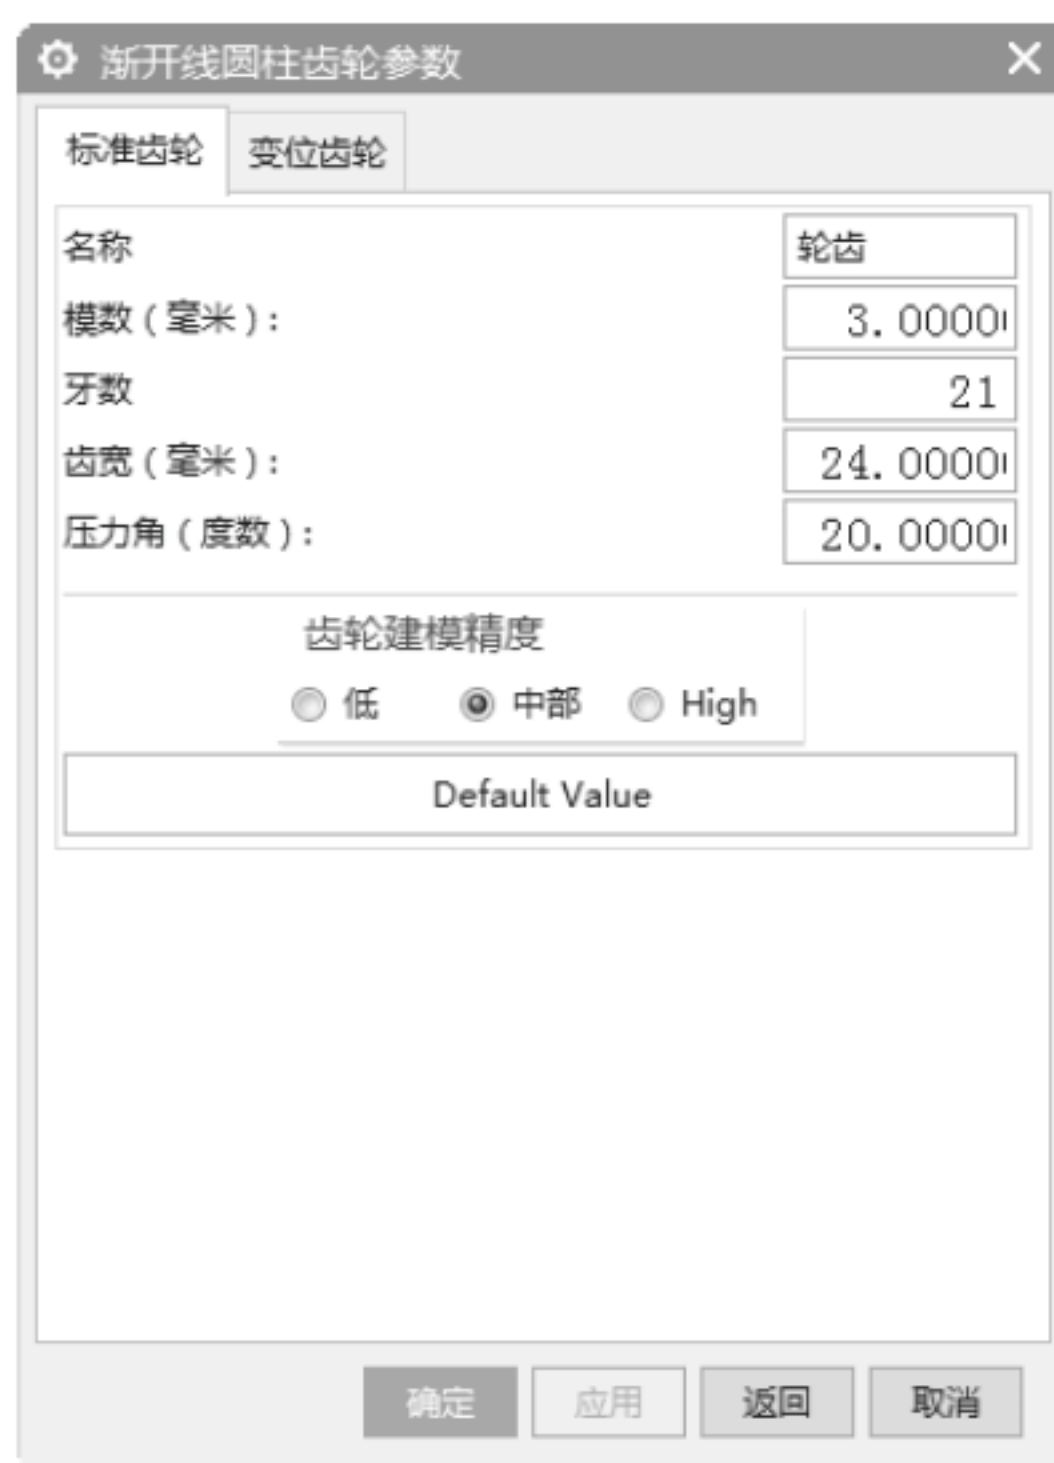 渐开线圆柱齿轮参数
标准齿轮 变位齿轮
名称 轮齿
模数(毫米): 3.0000
牙数 21
齿宽(毫米): 24.0000
压力角(度数): 20.0000
齿轮建模精度
低 中部 High
Default Value
确定 应用 返回 取消